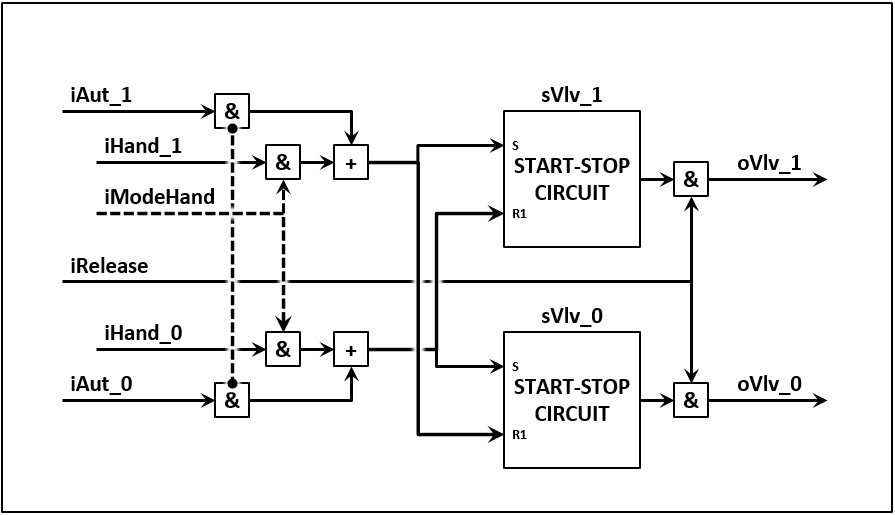 sVlv_1
iAut_1
&
iHand_1
&
+
S
START-STOP
CIRCUIT
R1
&
oVlv_1
iModeHand
iRelease
sVlv_0
iHand_0
&
+
S
START-STOP
CIRCUIT
R1
iAut_0
&
&
oVlv_0